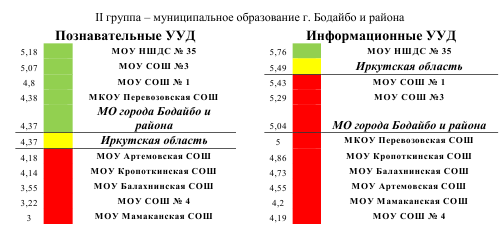 II группа – муниципальное образование г. Бодайбо и района
Познавательные УУД
5,18 МОУ НШДС № 35
5,07 МОУ СОШ №3
4,8 МОУ СОШ № 1
4,38 МКОУ Перевозовская СОШ
МО города Бодайбо и
4,37 района
4,37 Иркутская область
4,18 МОУ Артемовская СОШ
4,14 МОУ Кропоткинская СОШ
3,55 МОУ Балахнинская СОШ
3,22 МОУ СОШ № 4
3 МОУ Мамаканская СОШ
Информационные УУД
5,76 МОУ НШДС № 35
5,49 Иркутская область
5,43 МОУ СОШ № 1
5,29 МОУ СОШ №3
5,04 МО города Бодайбо и района
5 МКОУ Перевозовская СОШ
4,86 МОУ Кропоткинская СОШ
4,73 МОУ Балахнинская СОШ
4,55 МОУ Артемовская СОШ
4,2 МОУ Мамаканская СОШ
4,19 МОУ СОШ № 4